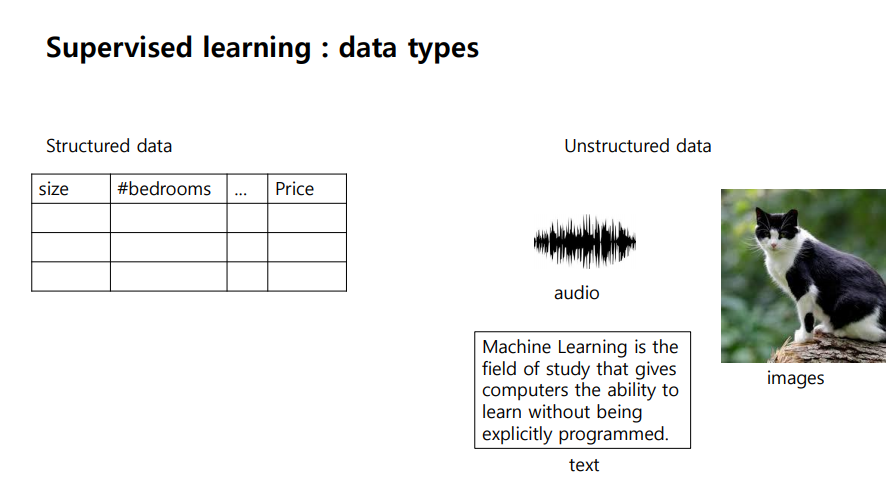 Supervised learning : data types
Structured data
size #bedrooms ... Price
Unstructured data
audio
images
Machine Learning is the
field of study that gives
computers the ability to
learn without being
explicitly programmed.
text